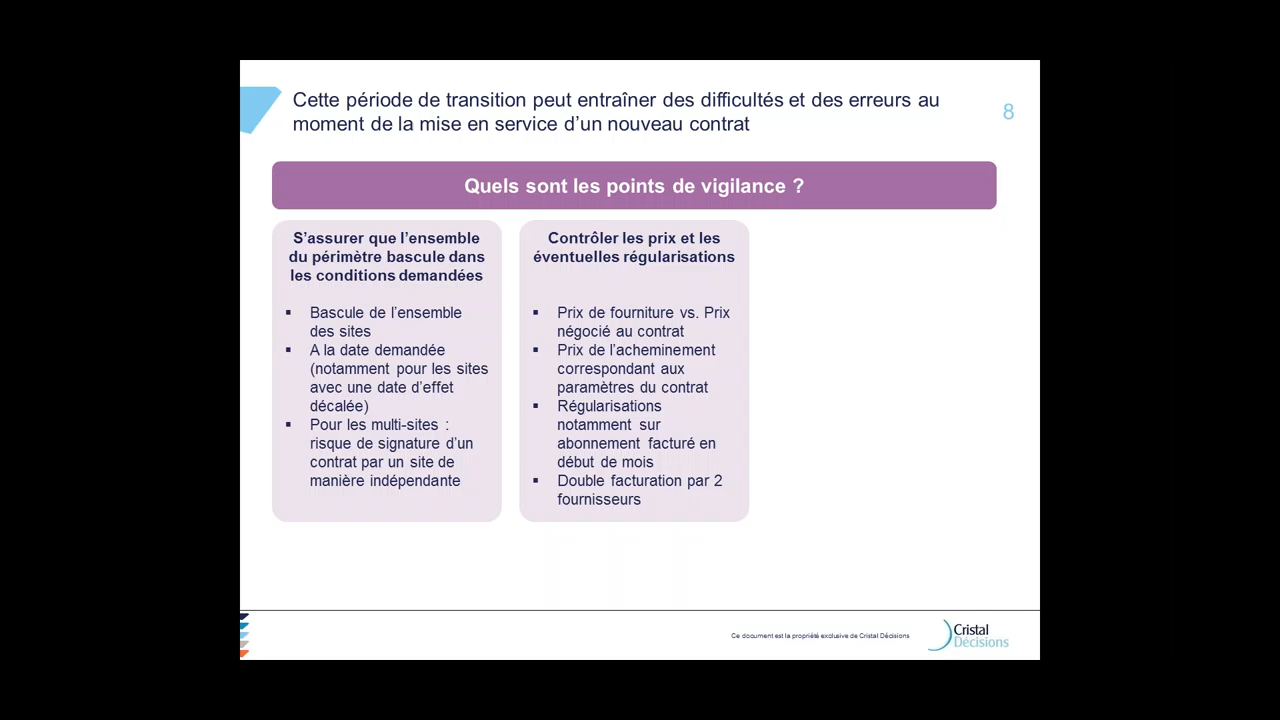 Cette période de transition peut entraîner des difficultés et des erreurs au
moment de la mise en service d’un nouveau contrat
8
Quels sont les points de vigilance ?
S’assurer que l’ensemble
du périmètre bascule dans
les conditions demandées
▪ Bascule de l’ensemble
des sites
▪ A la date demandée
(notamment pour les sites
avec une date d’effet
décalée)
▪ Pour les multi-sites :
risque de signature d’un
contrat par un site de
manière indépendante
Contrôler les prix et les
éventuelles régularisations
▪ Prix de fourniture vs. Prix
négocié au contrat
▪ Prix de l’acheminement
correspondant aux
paramètres du contrat
▪ Régularisations
notamment sur
abonnement facturé en
début de mois
▪ Double facturation par 2
fournisseurs
Ce document est la propriété exclusive de Cristal Décisions
Cristal
Décisions